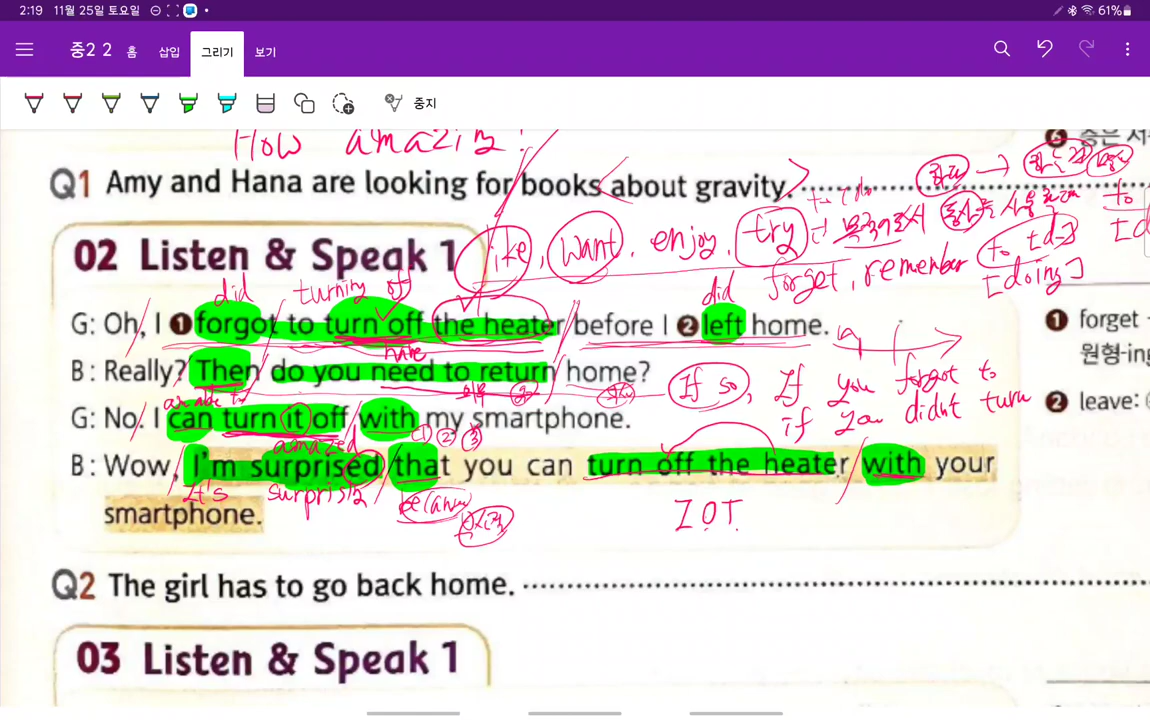 2:19 11월 25일 토요일 61%
중2 2 홈 삽입 그리기 보기
중지
How amazing!
Q1 Amy and Hana are looking for books about gravity.
02 Listen & Speak 1
like, want, enjoy, try
forget, remember
to
did turning off did
G: Oh, I ❶forgot to turn off the heater before I ❷left home.
have
B: Really? Then do you need to return home?
If so, If you forgot to
am able to
G: No. I can turn it off with my smartphone.
if you didn't turn
amazed ① ② ③
B: Wow, I'm surprised that you can turn off the heater with your
It's
smartphone.
because
I.O.T.
❶ forget
원형-ing
❷ leave:
Q2 The girl has to go back home.
03 Listen & Speak 1